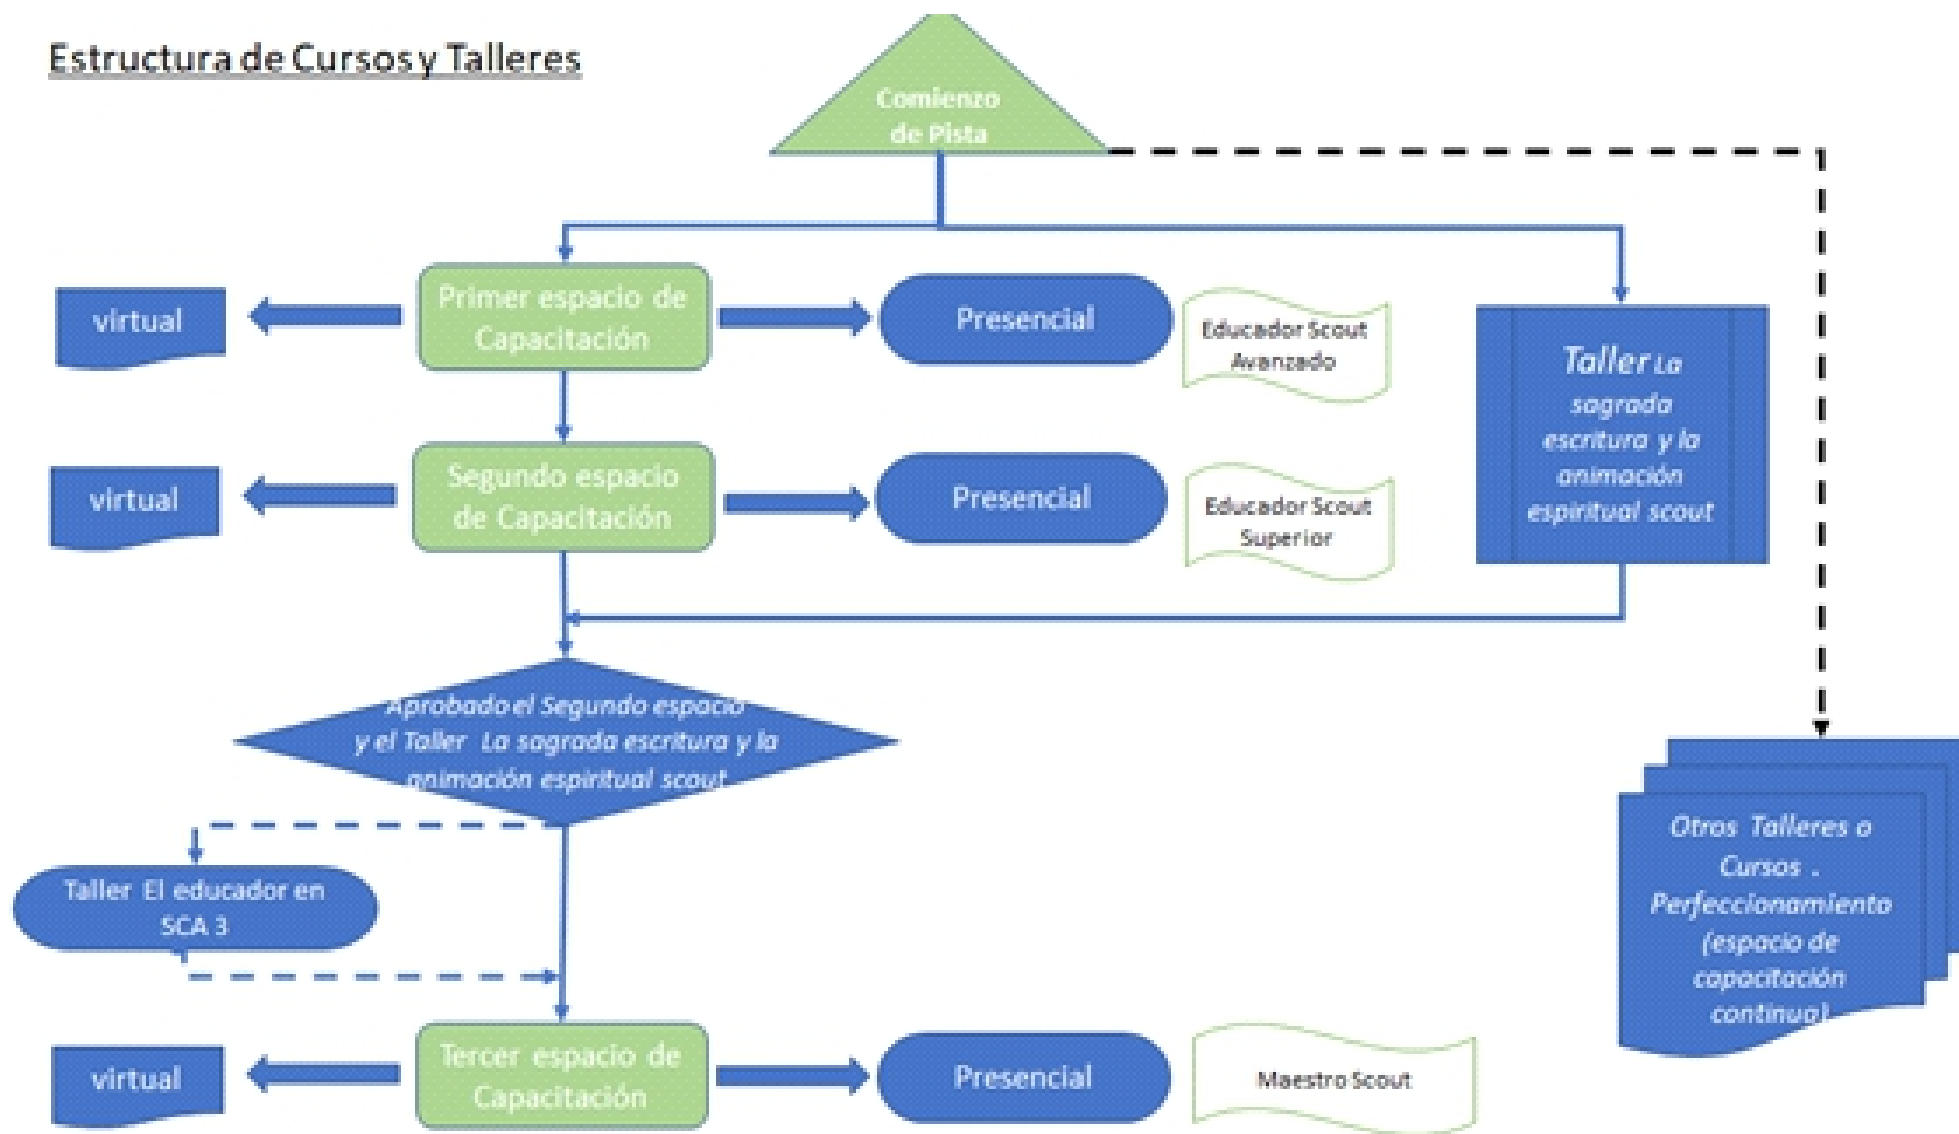 Estructura de Cursos y Talleres
Comienzo
de Pista
virtual
Primer espacio de
Capacitación
Presencial
Educador Scout
Avanzado
Taller La
sagrada
escritura y la
animación
espiritual scout
virtual
Segundo espacio
de Capacitación
Presencial
Educador Scout
Superior
Aprobado el Segundo espacio
y el Taller La sagrada escritura y la
animación espiritual scout
Taller El educador en
SCA 3
Otros Talleres o
Cursos .
Perfeccionamiento
(espacio de
capacitación
continua)
virtual
Tercer espacio de
Capacitación
Presencial
Maestro Scout